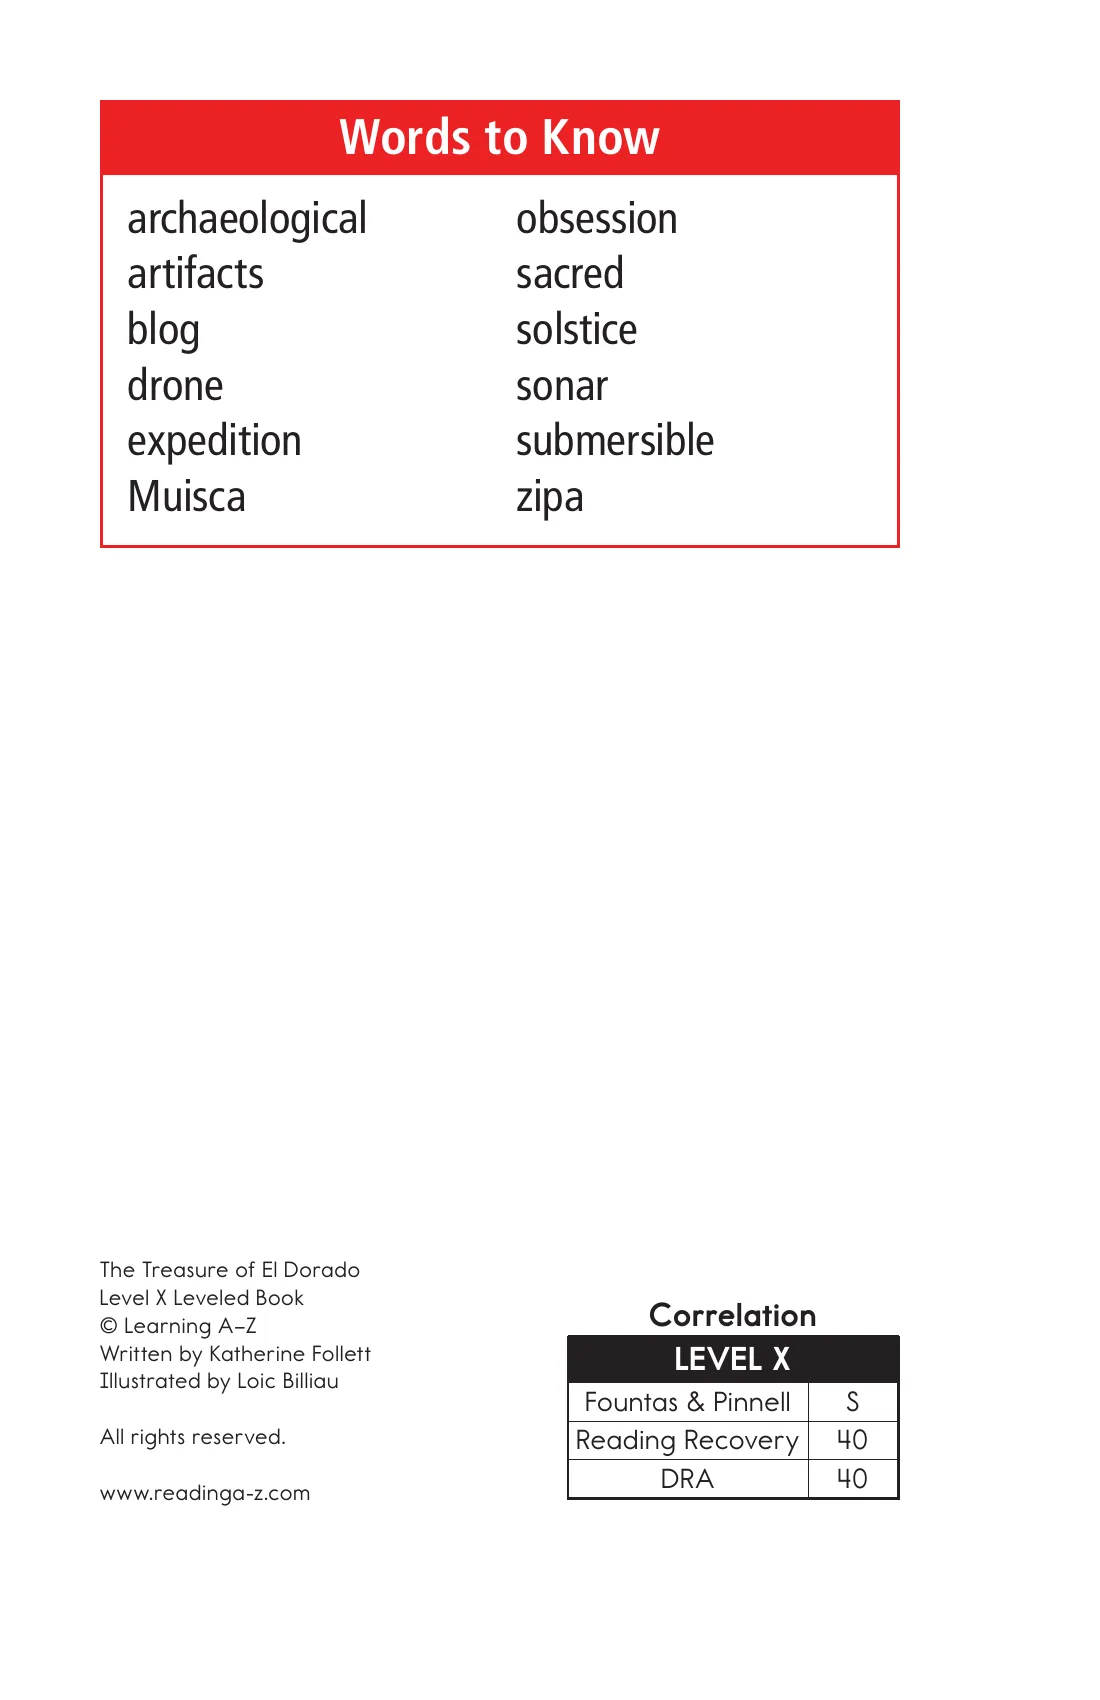 Words to Know
archaeological
artifacts
blog
drone
expedition
Muisca
obsession
sacred
solstice
sonar
submersible
zipa
The Treasure of El Dorado
Level X Leveled Book
© Learning A–Z
Written by Katherine Follett
Illustrated by Loic Billiau
All rights reserved.
www.readinga-z.com
Correlation
LEVEL X
Fountas & Pinnell S
Reading Recovery 40
DRA 40